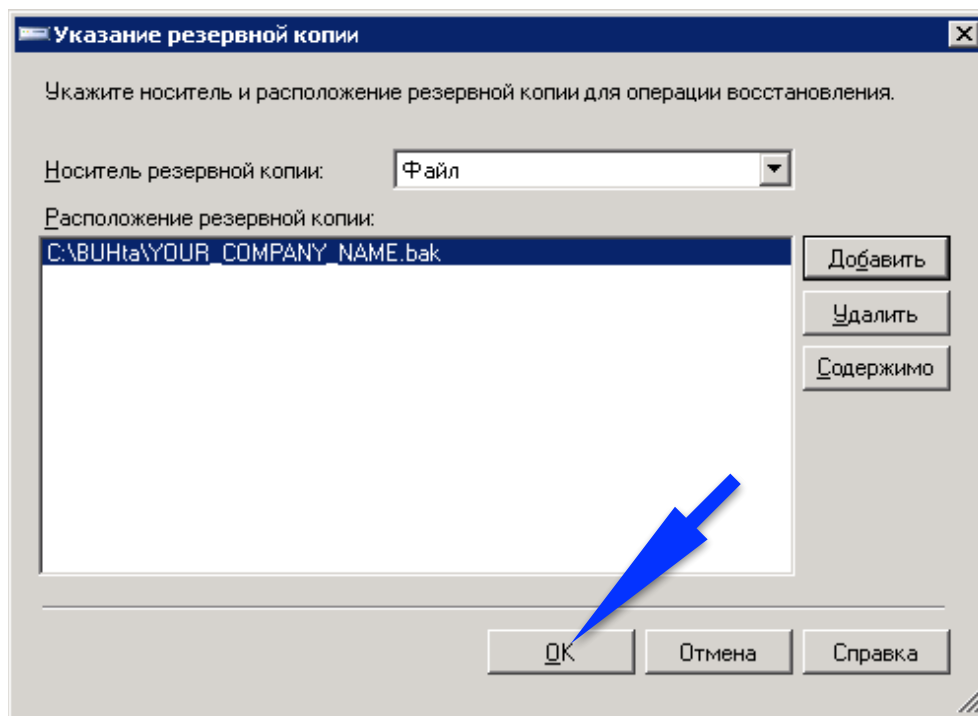 Указание резервной копии
Укажите носитель и расположение резервной копии для операции восстановления.
Носитель резервной копии: Файл
Расположение резервной копии:
C:\BUHta\YOUR_COMPANY_NAME.bak
Добавить
Удалить
Содержимо
ОК Отмена Справка